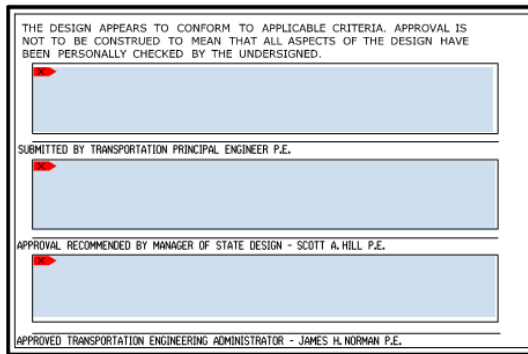 THE DESIGN APPEARS TO CONFORM TO APPLICABLE CRITERIA. APPROVAL IS
NOT TO BE CONSTRUED TO MEAN THAT ALL ASPECTS OF THE DESIGN HAVE
BEEN PERSONALLY CHECKED BY THE UNDERSIGNED.
SUBMITTED BY TRANSPORTATION PRINCIPAL ENGINEER P.E.
APPROVAL RECOMMENDED BY MANAGER OF STATE DESIGN - SCOTT A. HILL P.E.
APPROVED TRANSPORTATION ENGINEERING ADMINISTRATOR - JAMES H. NORMAN P.E.